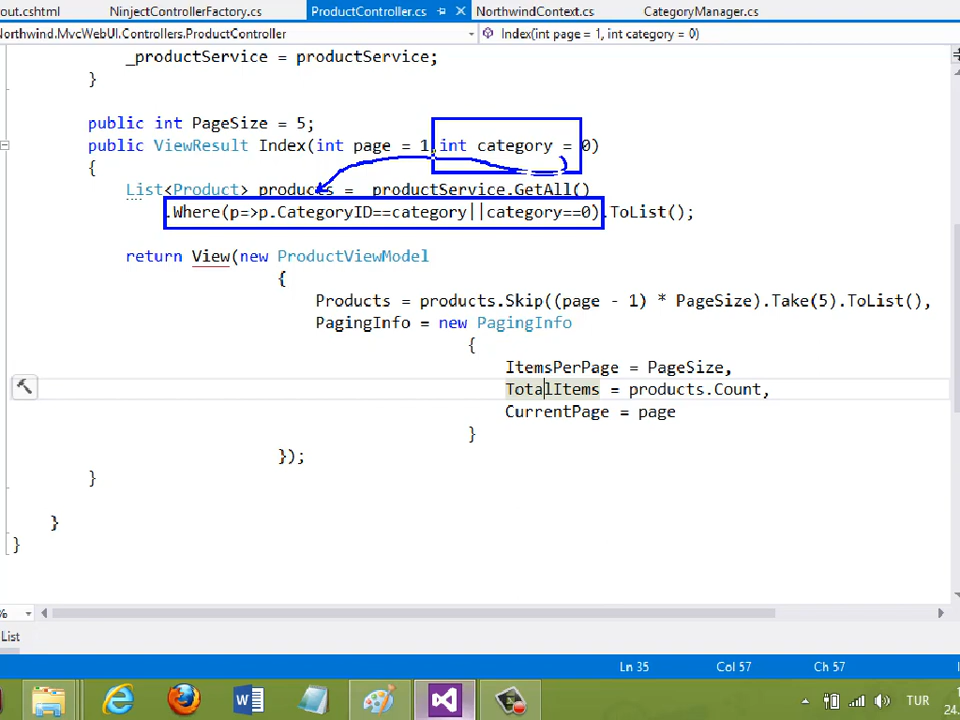 out.cshtml NinjectControllerFactory.cs ProductController.cs NorthwindContext.cs CategoryManager.cs
Northwind.MvcWebUI.Controllers.ProductController Index(int page = 1, int category = 0)
_productService = productService;
}
public int PageSize = 5;
public ViewResult Index(int page = 1,int category = 0)
{
List<Product> products = _productService.GetAll()
.Where(p=>p.CategoryID==category||category==0).ToList();
return View(new ProductViewModel
{
Products = products.Skip((page - 1) * PageSize).Take(5).ToList(),
PagingInfo = new PagingInfo
{
ItemsPerPage = PageSize,
TotalItems = products.Count,
CurrentPage = page
}
});
}
}
}
%
List
Ln 35 Col 57 Ch 57
TUR
24.